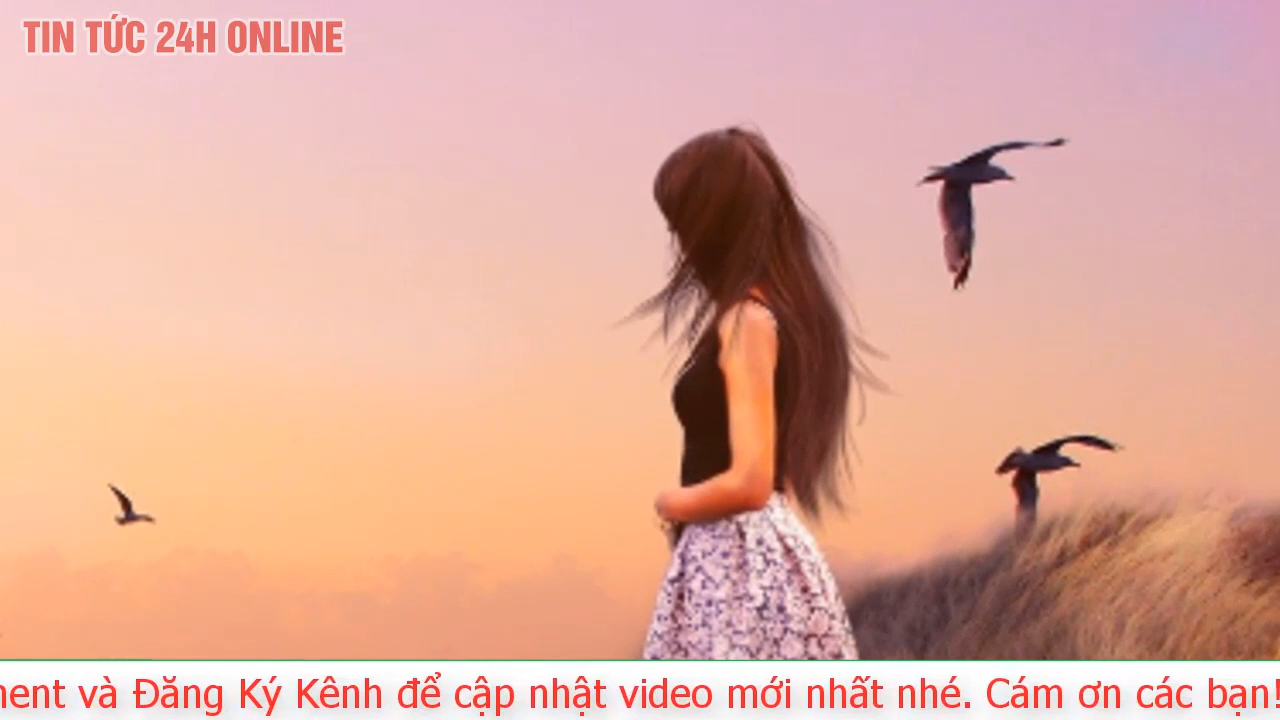 TIN TỨC 24H ONLINE
và Đăng Ký Kênh để cập nhật video mới nhất nhé. Cám ơn các bạn!